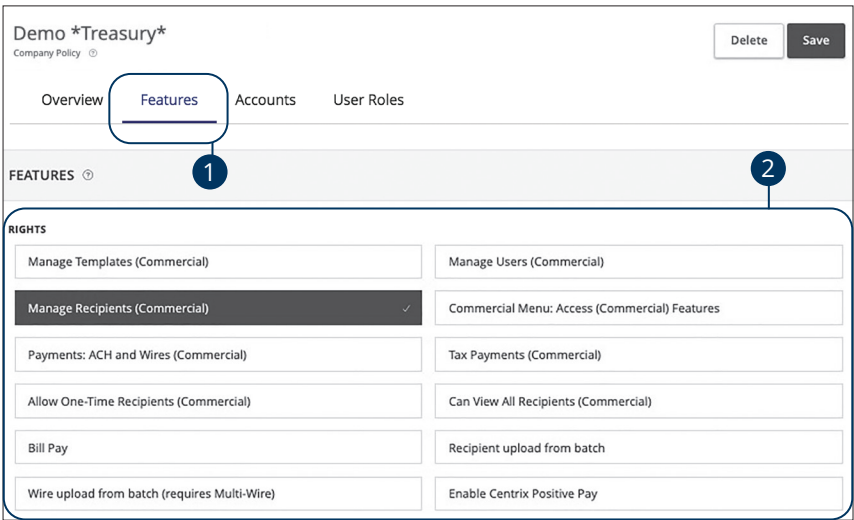 Demo *Treasury*
Company Policy ?
Delete
Save
Overview
Features
Accounts
User Roles
1
2
FEATURES ?
RIGHTS
Manage Templates (Commercial)
Manage Users (Commercial)
Manage Recipients (Commercial)
Commercial Menu: Access (Commercial) Features
Payments: ACH and Wires (Commercial)
Tax Payments (Commercial)
Allow One-Time Recipients (Commercial)
Can View All Recipients (Commercial)
Bill Pay
Recipient upload from batch
Wire upload from batch (requires Multi-Wire)
Enable Centrix Positive Pay